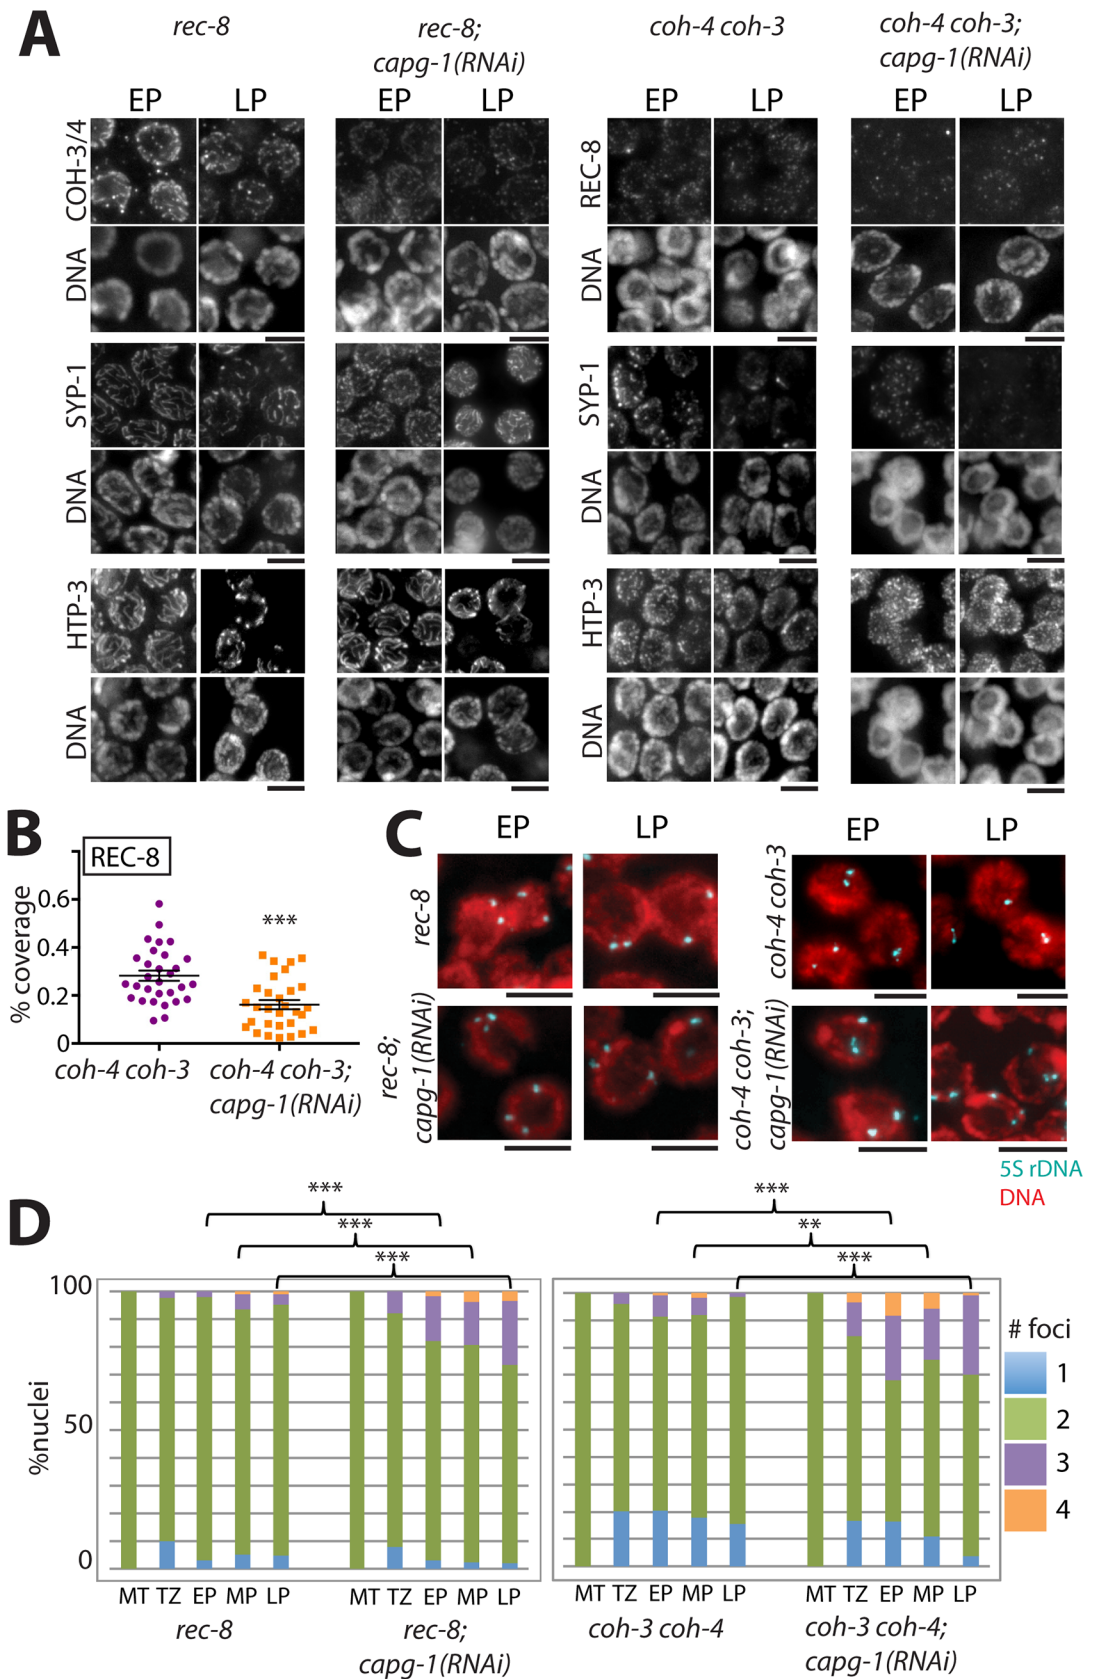 A
rec-8
rec-8;
capg-1(RNAi)
coh-4 coh-3
coh-4 coh-3;
capg-1(RNAi)
EP LP EP LP EP LP EP LP
COH-3/4
REC-8
DNA
DNA
SYP-1
SYP-1
DNA
DNA
HTP-3
HTP-3
DNA
DNA
B
REC-8
% coverage
0.6
0.4
0.2
0
***
coh-4 coh-3
coh-4 coh-3;
capg-1(RNAi)
C
EP LP EP LP
rec-8
coh-4 coh-3
rec-8;
capg-1(RNAi)
coh-4 coh-3;
capg-1(RNAi)
5S rDNA
DNA
D
***
***
***
***
**
***
%nuclei
100
50
0
MT TZ EP MP LP MT TZ EP MP LP
rec-8
rec-8;
capg-1(RNAi)
MT TZ EP MP LP MT TZ EP MP LP
coh-3 coh-4
coh-3 coh-4;
capg-1(RNAi)
# foci
1
2
3
4